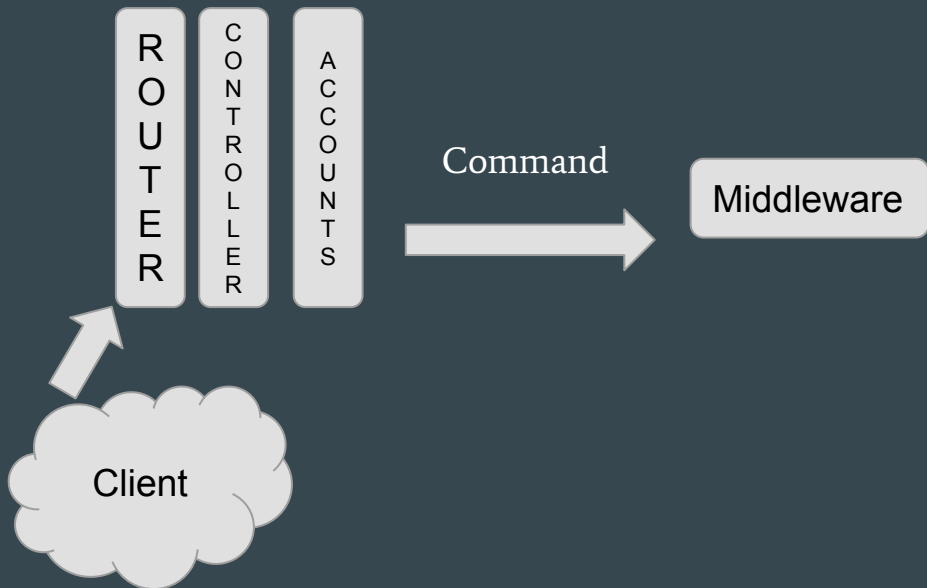 ROUTER
CONTROLLER
ACCOUNTS
Command
Middleware
Client